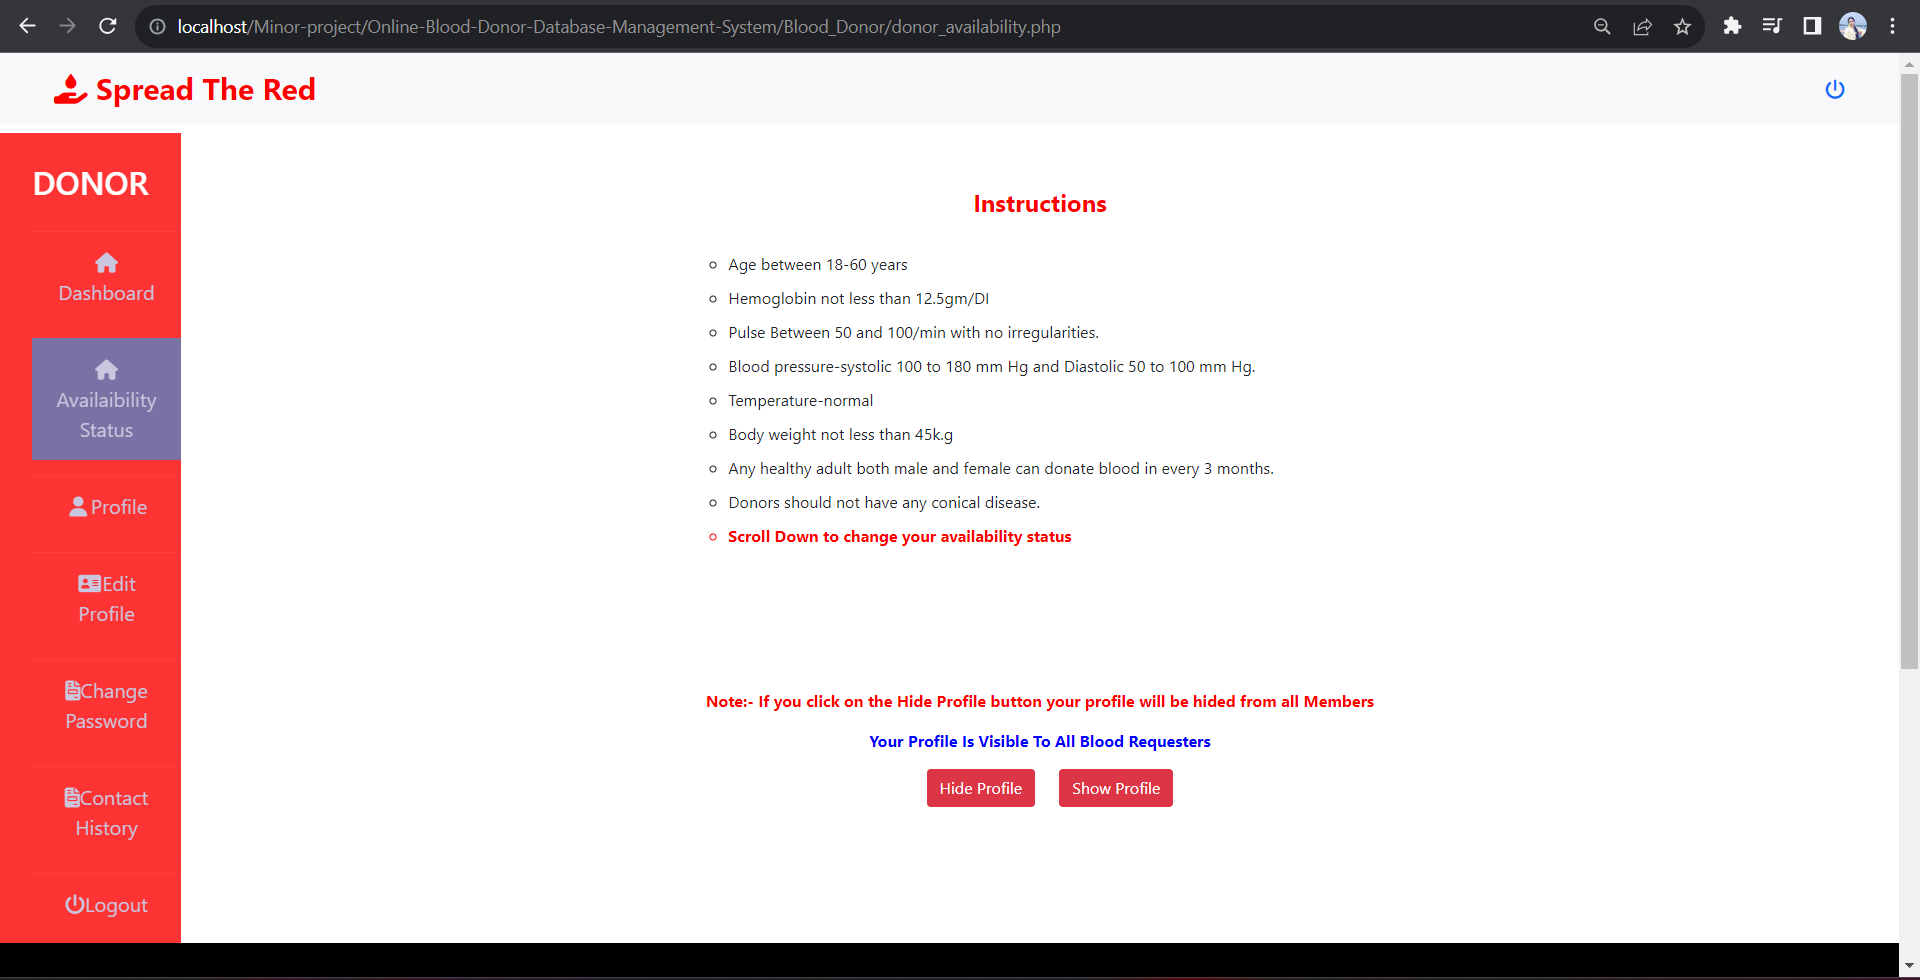 localhost/Minor-project/Online-Blood-Donor-Database-Management-System/Blood_Donor/donor_availability.php
Spread The Red
DONOR
Dashboard
Availaibility
Status
Profile
Edit
Profile
Change
Password
Contact
History
Logout
Instructions
Age between 18-60 years
Hemoglobin not less than 12.5gm/DI
Pulse Between 50 and 100/min with no irregularities.
Blood pressure-systolic 100 to 180 mm Hg and Diastolic 50 to 100 mm Hg.
Temperature-normal
Body weight not less than 45k.g
Any healthy adult both male and female can donate blood in every 3 months.
Donors should not have any conical disease.
Scroll Down to change your availability status
Note:- If you click on the Hide Profile button your profile will be hided from all Members
Your Profile Is Visible To All Blood Requesters
Hide Profile Show Profile